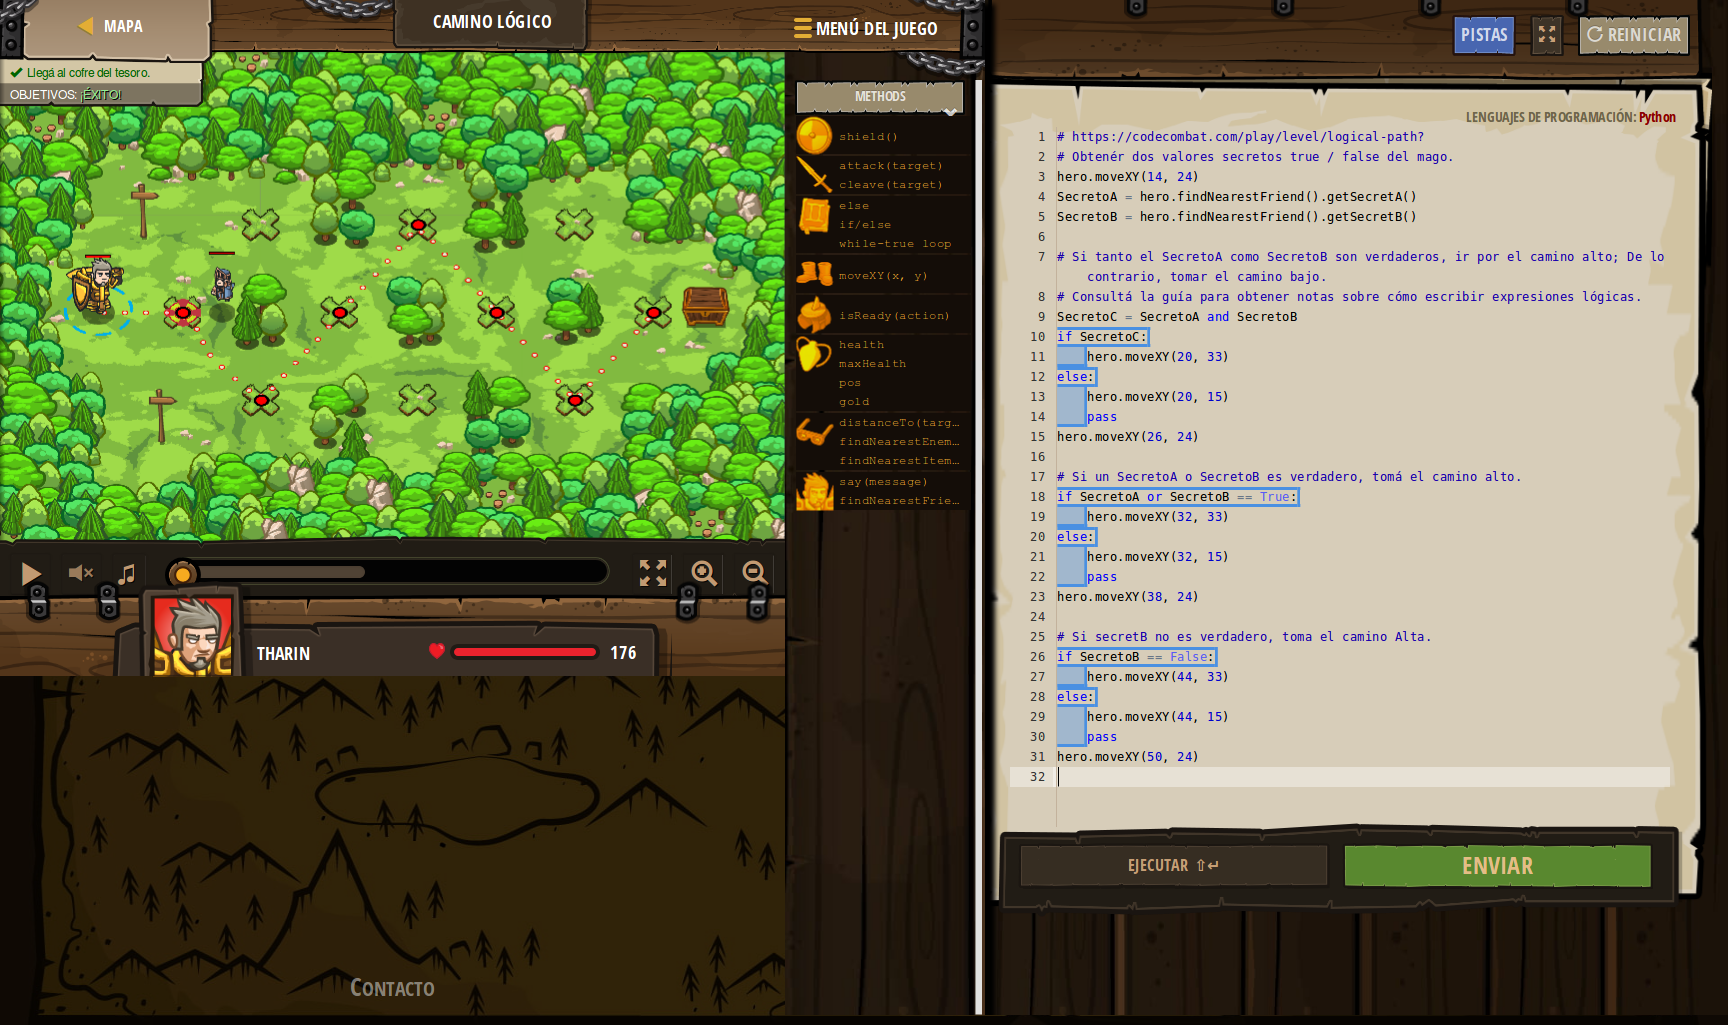 MAPA
CAMINO LÓGICO
MENÚ DEL JUEGO
PISTAS
REINICIAR
Llegá al cofre del tesoro.
OBJETIVOS: ¡ÉXITO!
METHODS
shield()
attack(target)
cleave(target)
else
if/else
while-true loop
moveXY(x, y)
isReady(action)
health
maxHealth
pos
gold
distanceTo(targ…
findNearestEnem…
findNearestItem…
say(message)
findNearestFrie…
THARIN
176
CONTACTO
LENGUAJES DE PROGRAMACIÓN: Python
1 # https://codecombat.com/play/level/logical-path?
2 # Obtenér dos valores secretos true / false del mago.
3 hero.moveXY(14, 24)
4 SecretoA = hero.findNearestFriend().getSecretA()
5 SecretoB = hero.findNearestFriend().getSecretB()
6
7 # Si tanto el SecretoA como SecretoB son verdaderos, ir por el camino alto; De lo
contrario, tomar el camino bajo.
8 # Consultá la guía para obtener notas sobre cómo escribir expresiones lógicas.
9 SecretoC = SecretoA and SecretoB
10 if SecretoC:
11 hero.moveXY(20, 33)
12 else:
13 hero.moveXY(20, 15)
14 pass
15 hero.moveXY(26, 24)
16
17 # Si un SecretoA o SecretoB es verdadero, tomá el camino alto.
18 if SecretoA or SecretoB == True:
19 hero.moveXY(32, 33)
20 else:
21 hero.moveXY(32, 15)
22 pass
23 hero.moveXY(38, 24)
24
25 # Si secretB no es verdadero, toma el camino Alta.
26 if SecretoB == False:
27 hero.moveXY(44, 33)
28 else:
29 hero.moveXY(44, 15)
30 pass
31 hero.moveXY(50, 24)
32
EJECUTAR ⇧↵
ENVIAR